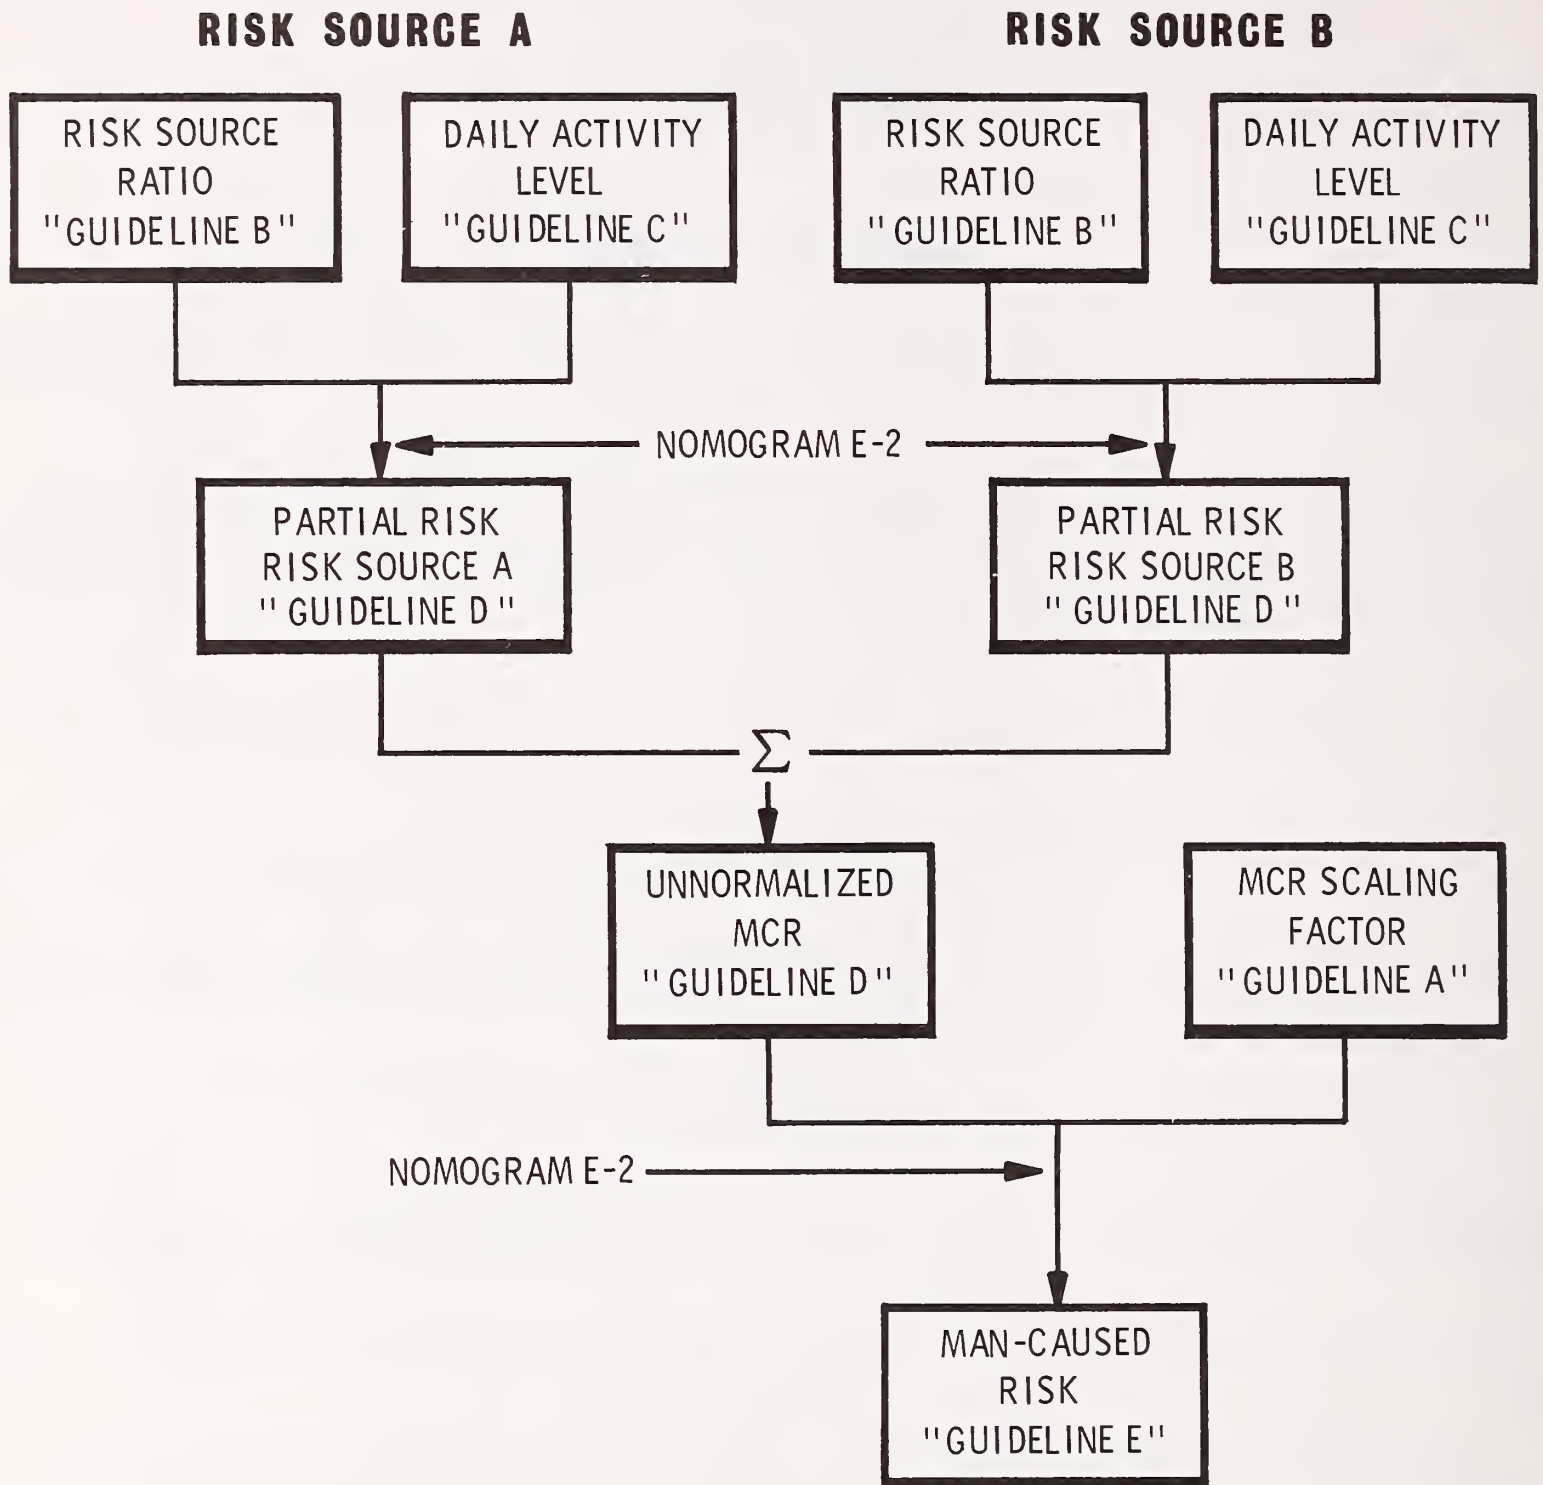 RISK SOURCE A
RISK SOURCE B
RISK SOURCE
RATIO
"GUIDELINE B"
DAILY ACTIVITY
LEVEL
"GUIDELINE C"
RISK SOURCE
RATIO
"GUIDELINE B"
DAILY ACTIVITY
LEVEL
"GUIDELINE C"
NOMOGRAM E-2
PARTIAL RISK
RISK SOURCE A
"GUIDELINE D"
PARTIAL RISK
RISK SOURCE B
"GUIDELINE D"
Σ
UNNORMALIZED
MCR
"GUIDELINE D"
MCR SCALING
FACTOR
"GUIDELINE A"
NOMOGRAM E-2
MAN-CAUSED
RISK
"GUIDELINE E"